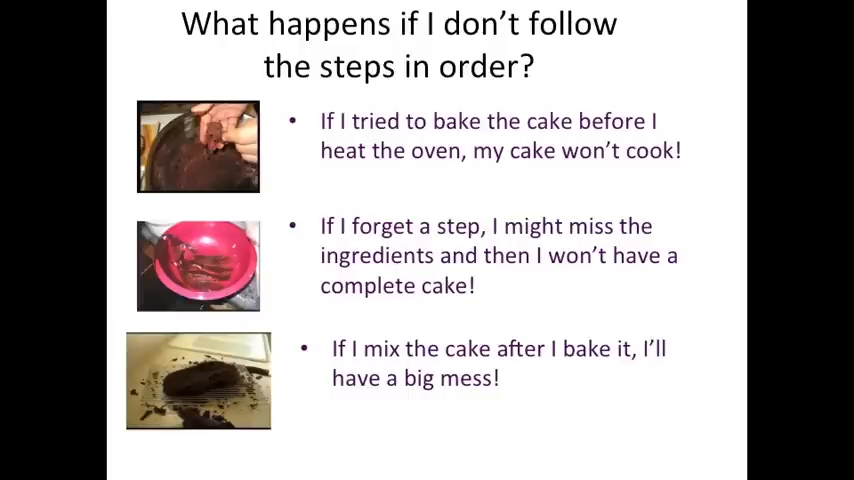 What happens if I don’t follow
the steps in order?
• If I tried to bake the cake before I
heat the oven, my cake won’t cook!
• If I forget a step, I might miss the
ingredients and then I won’t have a
complete cake!
• If I mix the cake after I bake it, I’ll
have a big mess!